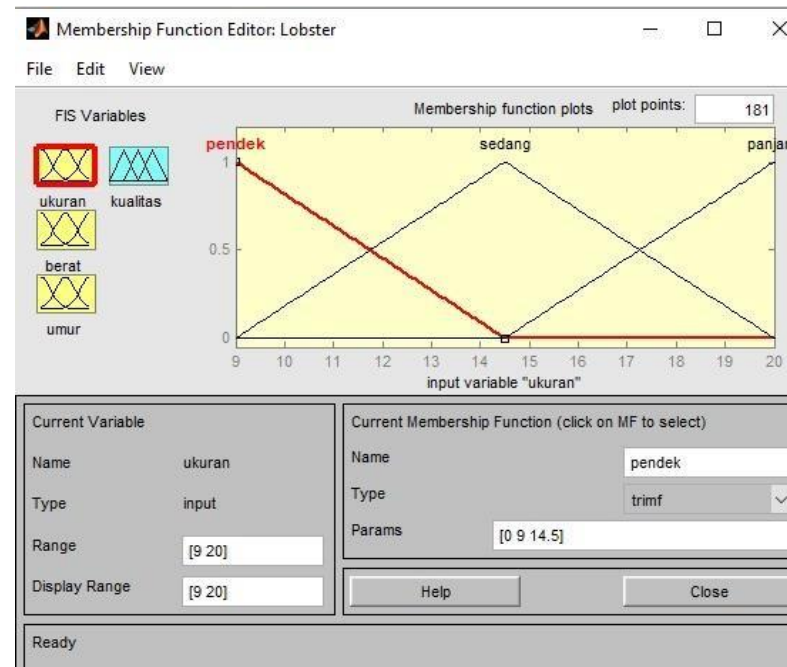 Membership Function Editor: Lobster
File Edit View
FIS Variables
Membership function plots plot points: 181
pendek sedang panjar
ukuran kualitas
berat
umur
1
0.5
0
9 10 11 12 13 14 15 16 17 18 19 20
input variable "ukuran"
Current Variable
Name ukuran
Type input
Range [9 20]
Display Range [9 20]
Current Membership Function (click on MF to select)
Name pendek
Type trimf
Params [0 9 14.5]
Help Close
Ready